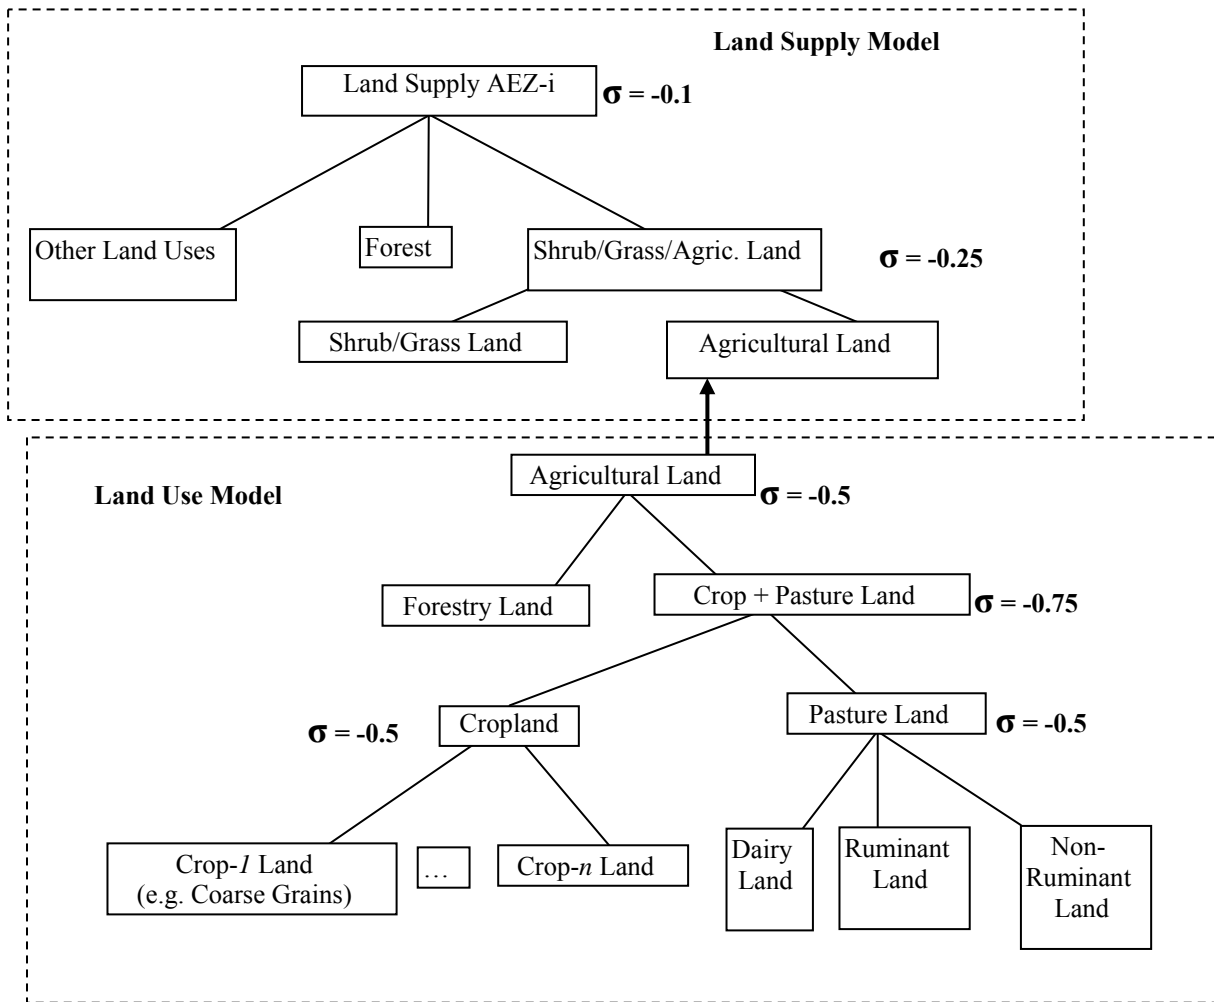 Land Supply Model
Land Supply AEZ-i
σ = -0.1
Other Land Uses
Forest
Shrub/Grass/Agric. Land
σ = -0.25
Shrub/Grass Land
Agricultural Land
Agricultural Land
Land Use Model
σ = -0.5
Forestry Land
Crop + Pasture Land
σ = -0.75
σ = -0.5
Cropland
Pasture Land
σ = -0.5
Crop-1 Land
(e.g. Coarse Grains)
…
Crop-n Land
Dairy
Land
Ruminant
Land
Non-
Ruminant
Land